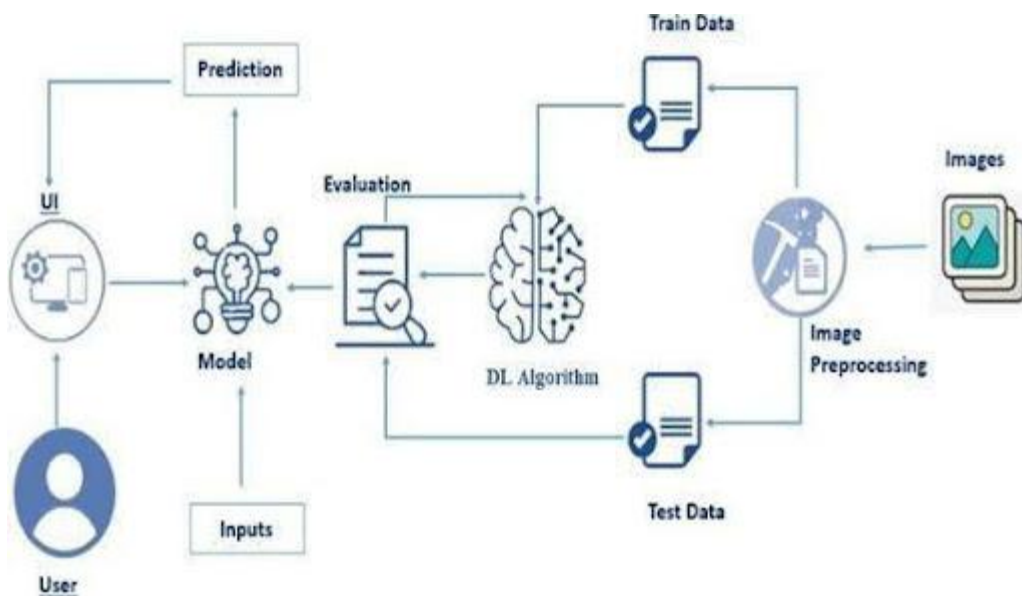 Train Data
Prediction
Images
Evaluation
UI
Image
Preprocessing
Model
DL Algorithm
Test Data
Inputs
User